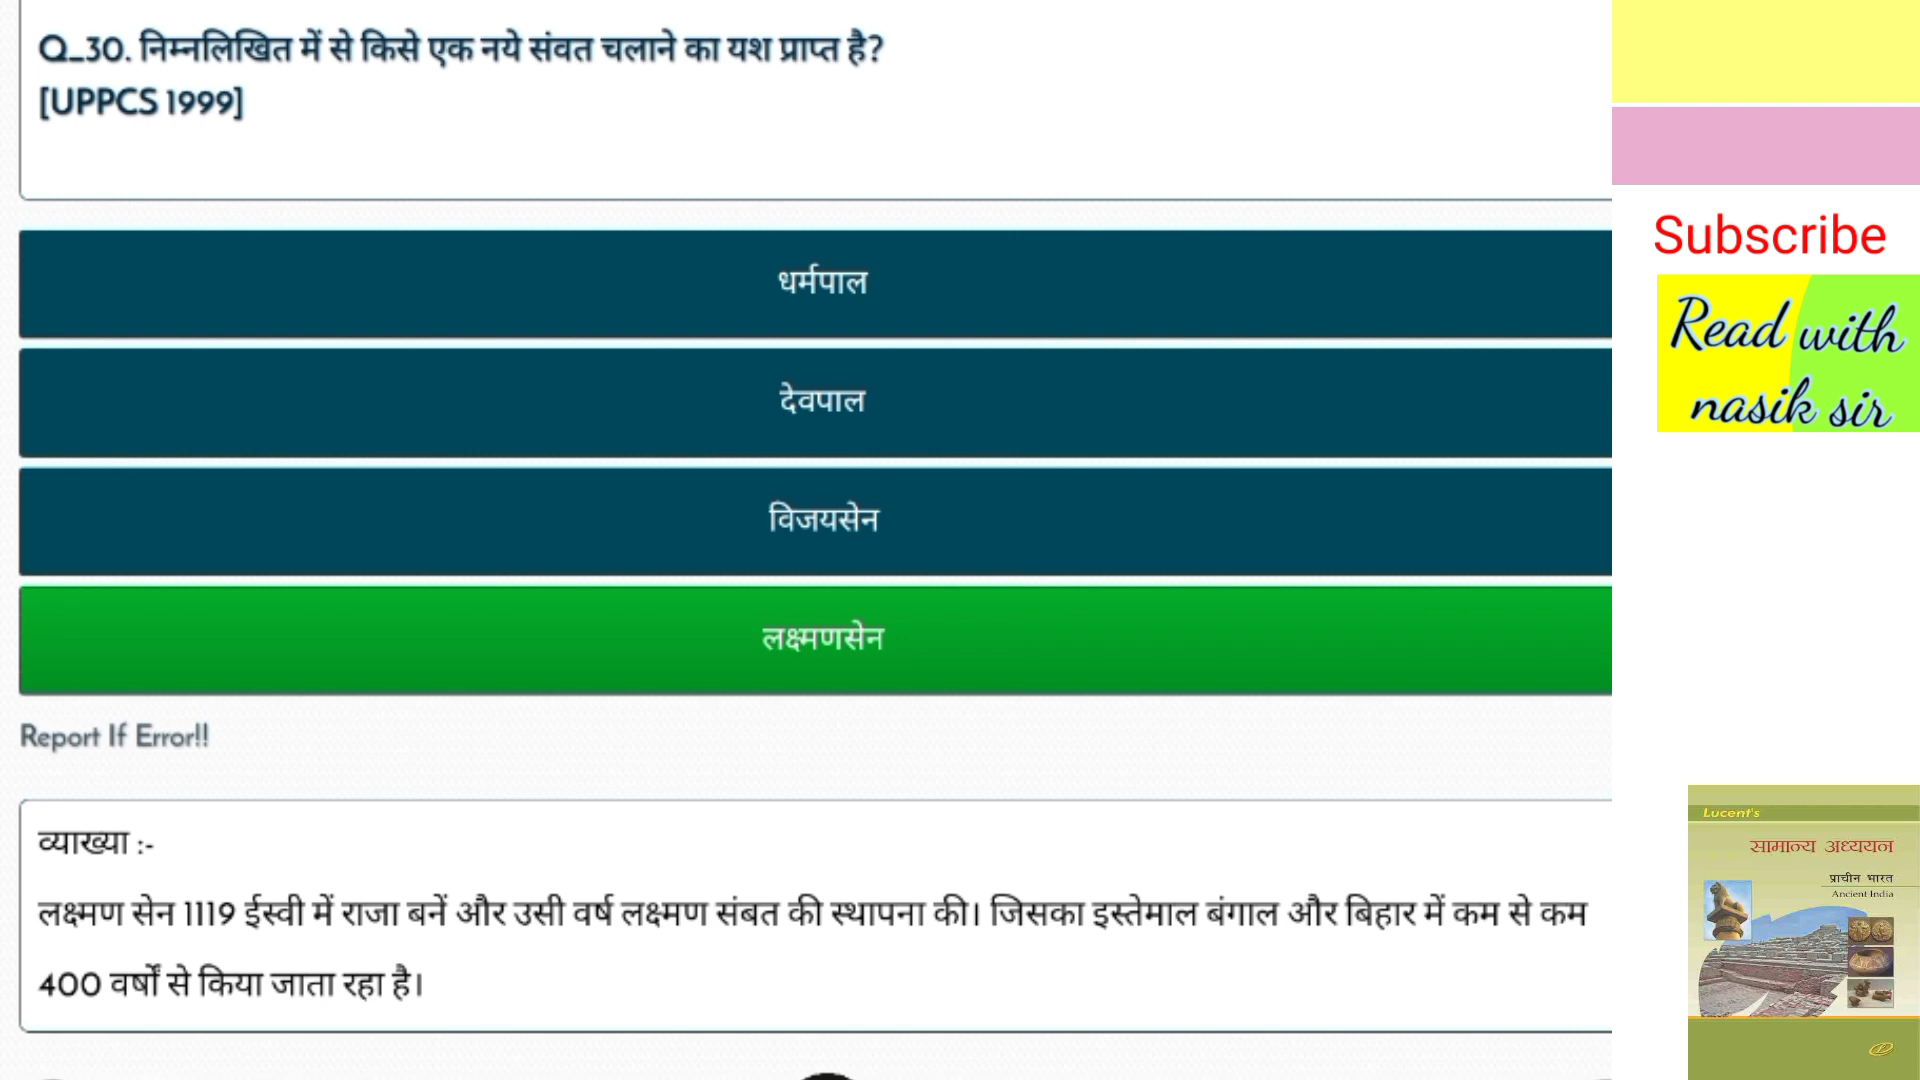 Q_30. निम्नलिखित में से किसे एक नये संवत चलाने का यश प्राप्त है?
[UPPCS 1999]
धर्मपाल
देवपाल
विजयसेन
लक्ष्मणसेन
Report If Error!!
व्याख्या :-
लक्ष्मण सेन 1119 ईस्वी में राजा बनें और उसी वर्ष लक्ष्मण संबत की स्थापना की। जिसका इस्तेमाल बंगाल और बिहार में कम से कम
400 वर्षों से किया जाता रहा है।
Subscribe
Read with
nasik sir
Lucent's
सामान्य अध्ययन
प्राचीन भारत
Ancient India